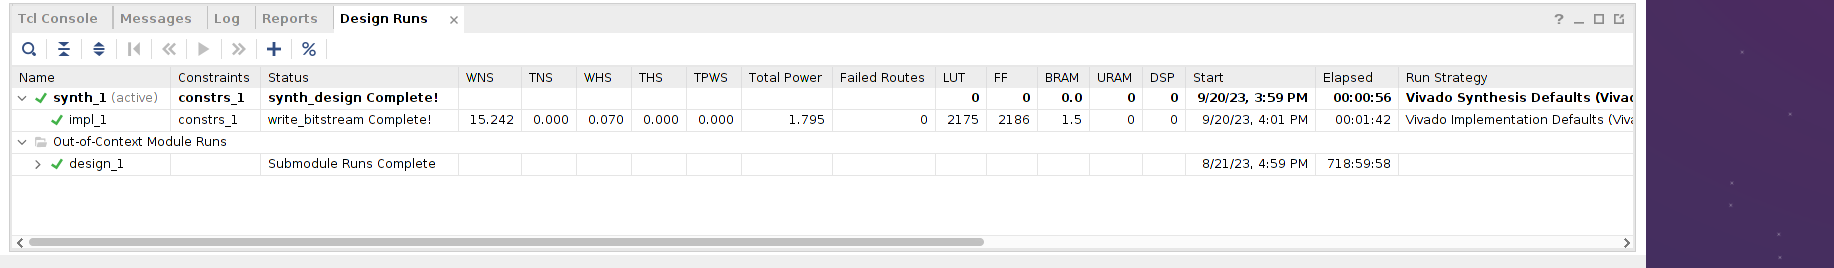 Tcl Console Messages Log Reports Design Runs × ? 
%
Name Constraints Status WNS TNS WHS THS TPWS Total Power Failed Routes LUT FF BRAM URAM DSP Start Elapsed Run Strategy
synth_1 (active) constrs_1 synth_design Complete! 0 0 0.0 0 0 9/20/23, 3:59 PM 00:00:56 Vivado Synthesis Defaults (Vivac
impl_1 constrs_1 write_bitstream Complete! 15.242 0.000 0.070 0.000 0.000 1.795 0 2175 2186 1.5 0 0 9/20/23, 4:01 PM 00:01:42 Vivado Implementation Defaults (Viva
Out-of-Context Module Runs
design_1 Submodule Runs Complete 8/21/23, 4:59 PM 718:59:58